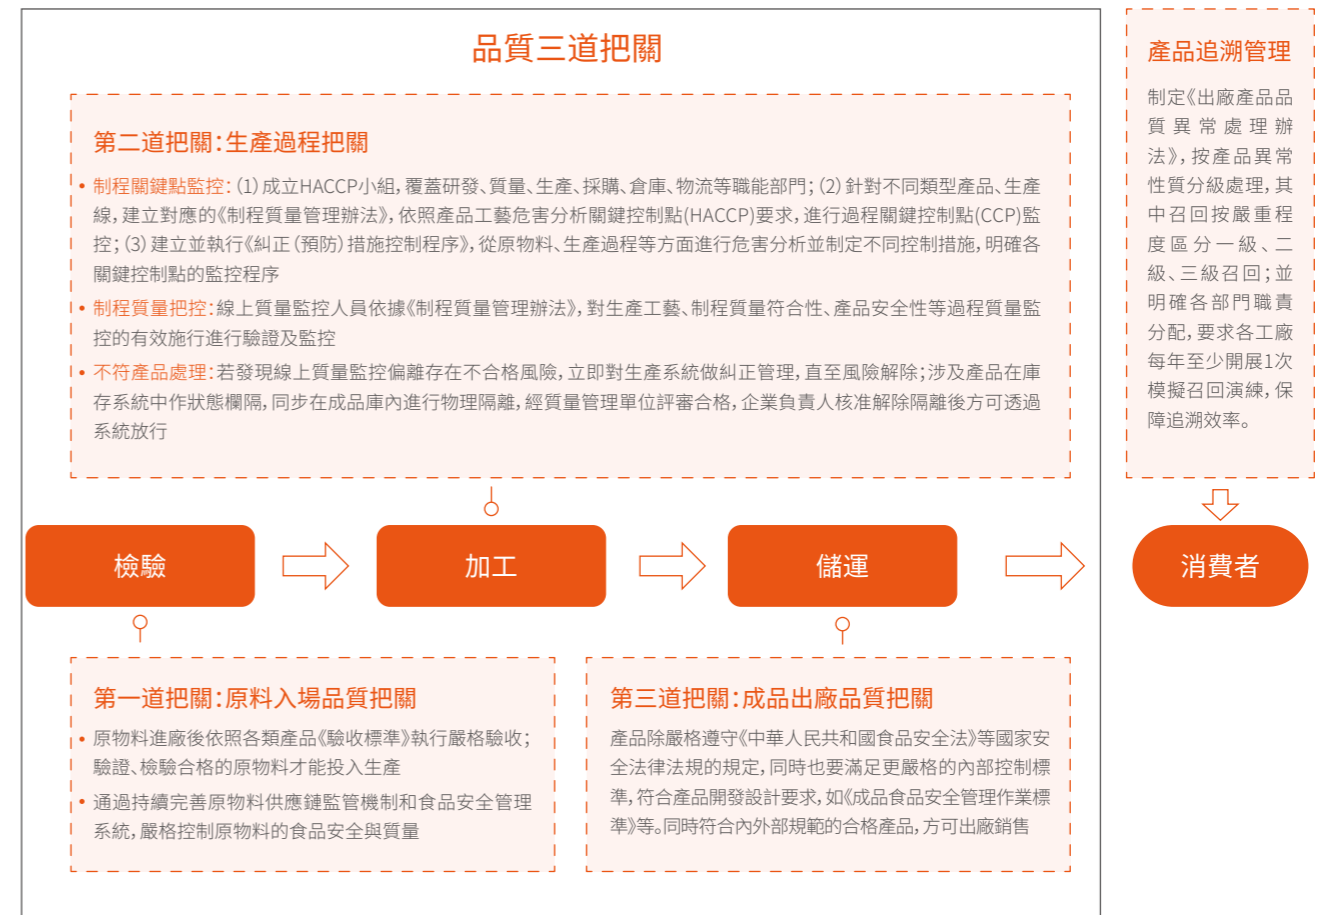 品質三道把關
第二道把關：生產過程把關
• 制程關鍵點監控：(1) 成立HACCP小組，覆蓋研發、質量、生產、採購、倉庫、物流等職能部門；(2) 針對不同類型產品、生產
線，建立對應的《制程質量管理辦法》，依照產品工藝危害分析關鍵控制點(HACCP)要求，進行過程關鍵控制點(CCP)監
控；(3) 建立並執行《糾正（預防）措施控制程序》，從原物料、生產過程等方面進行危害分析並制定不同控制措施，明確各
關鍵控制點的監控程序
• 制程質量把控：線上質量監控人員依據《制程質量管理辦法》，對生產工藝、制程質量符合性、產品安全性等過程質量監
控的有效施行進行驗證及監控
• 不符產品處理：若發現線上質量監控偏離存在不合格風險，立即對生產系統做糾正管理，直至風險解除；涉及產品在庫
存系統中作狀態欄隔，同步在成品庫內進行物理隔離，經質量管理單位評審合格，企業負責人核准解除隔離後方可透過
系統放行
檢驗
加工
儲運
消費者
第一道把關：原料入場品質把關
• 原物料進廠後依照各類產品《驗收標準》執行嚴格驗收；
驗證、檢驗合格的原物料才能投入生產
• 通過持續完善原物料供應鏈監管機制和食品安全管理
系統，嚴格控制原物料的食品安全與質量
第三道把關：成品出廠品質把關
產品除嚴格遵守《中華人民共和國食品安全法》等國家安
全法律法規的規定，同時也要滿足更嚴格的內部控制標
準，符合產品開發設計要求，如《成品食品安全管理作業標
準》等。同時符合內外部規範的合格產品，方可出廠銷售
產品追溯管理
制定《出廠產品品
質異常處理辦
法》，按產品異常
性質分級處理，其
中召回按嚴重程
度區分一級、二
級、三級召回；並
明確各部門職責
分配，要求各工廠
每年至少開展1次
模擬召回演練，保
障追溯效率。